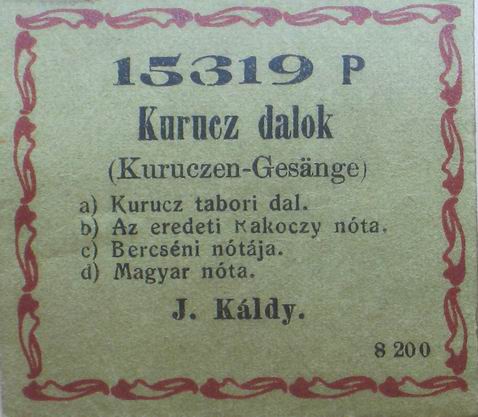 15319 P
Kurucz dalok
(Kuruczen-Gesänge)
a) Kurucz tabori dal.
b) Az eredeti Rakoczy nóta.
c) Bercséni nótája.
d) Magyar nóta.
J. Káldy.
8 200